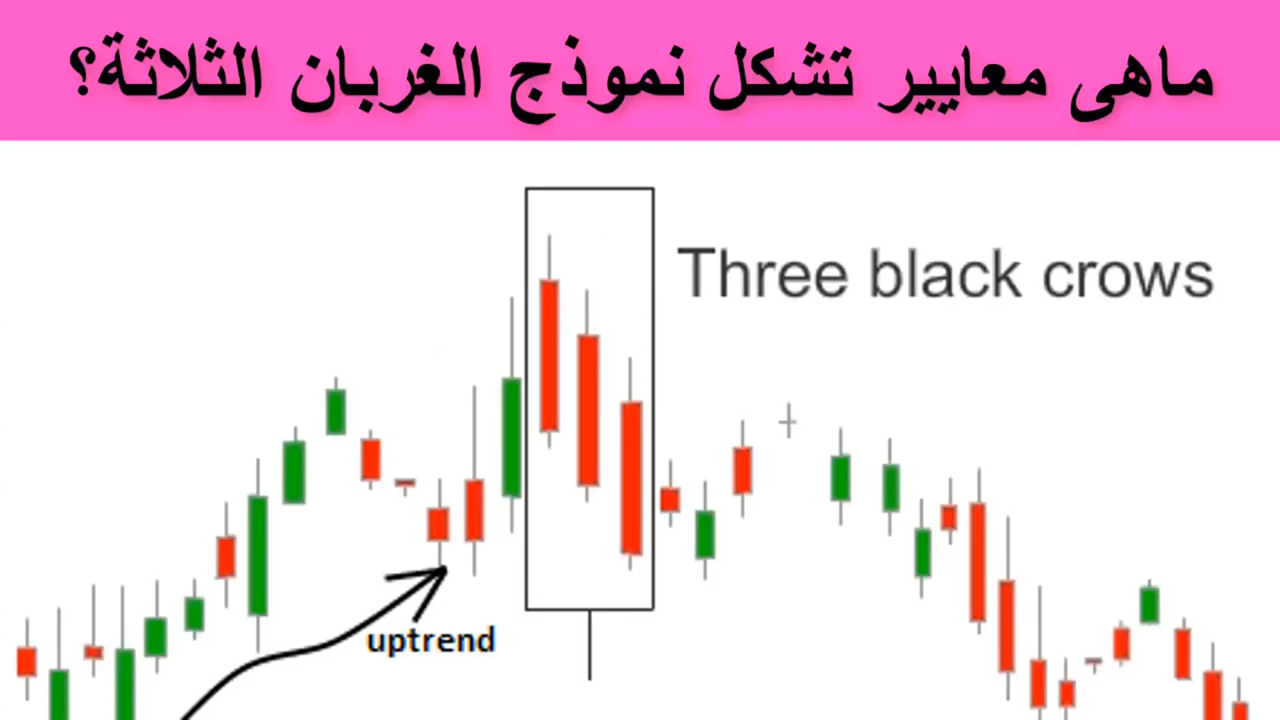 ماهى معايير تشكل نموذج الغربان الثلاثة؟
Three black crows
uptrend